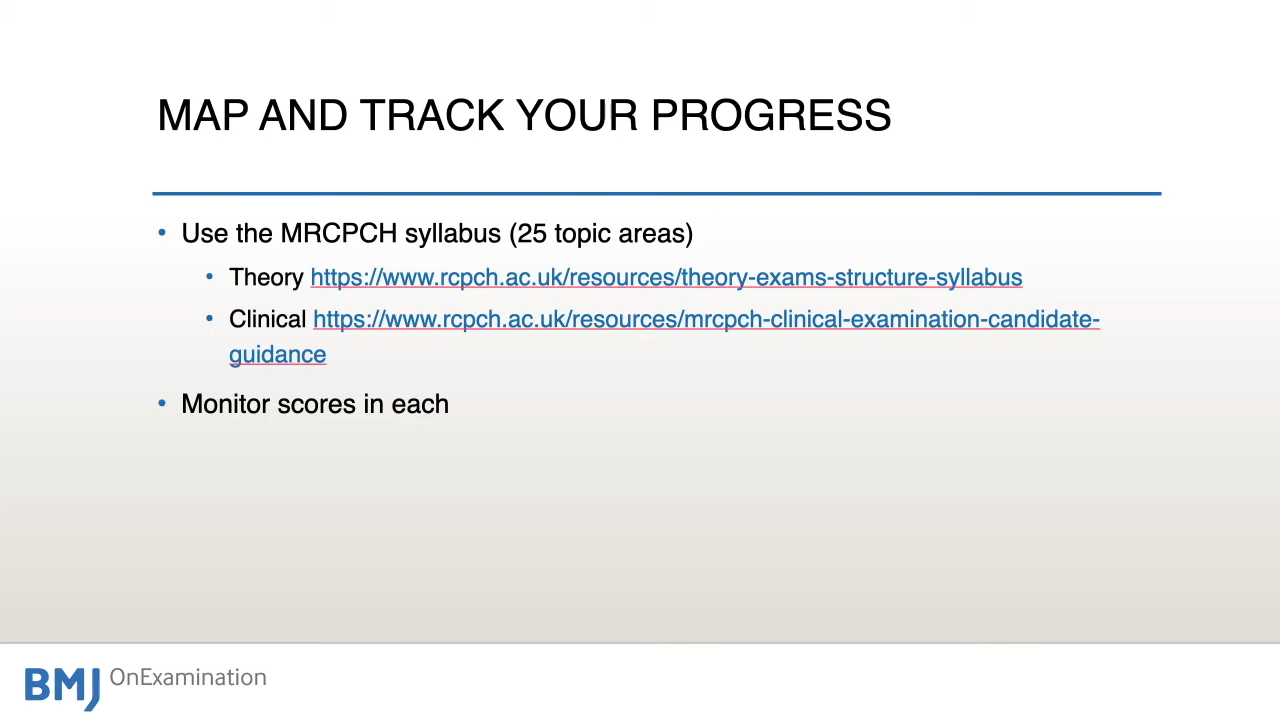 MAP AND TRACK YOUR PROGRESS
• Use the MRCPCH syllabus (25 topic areas)
• Theory https://www.rcpch.ac.uk/resources/theory-exams-structure-syllabus
• Clinical https://www.rcpch.ac.uk/resources/mrcpch-clinical-examination-candidate-
guidance
• Monitor scores in each
BMJ OnExamination